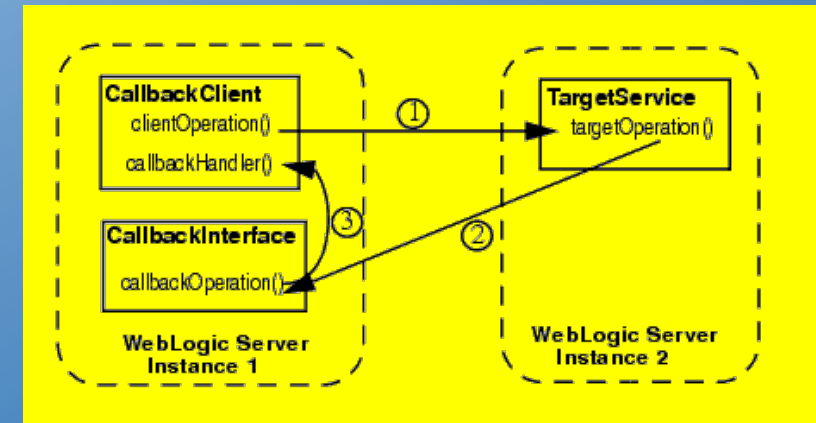 CallbackClient
clientOperation()
callbackHandler()
1
TargetService
targetOperation()
3
2
CallbackInterface
callbackOperation()
WebLogic Server
Instance 1
WebLogic Server
Instance 2